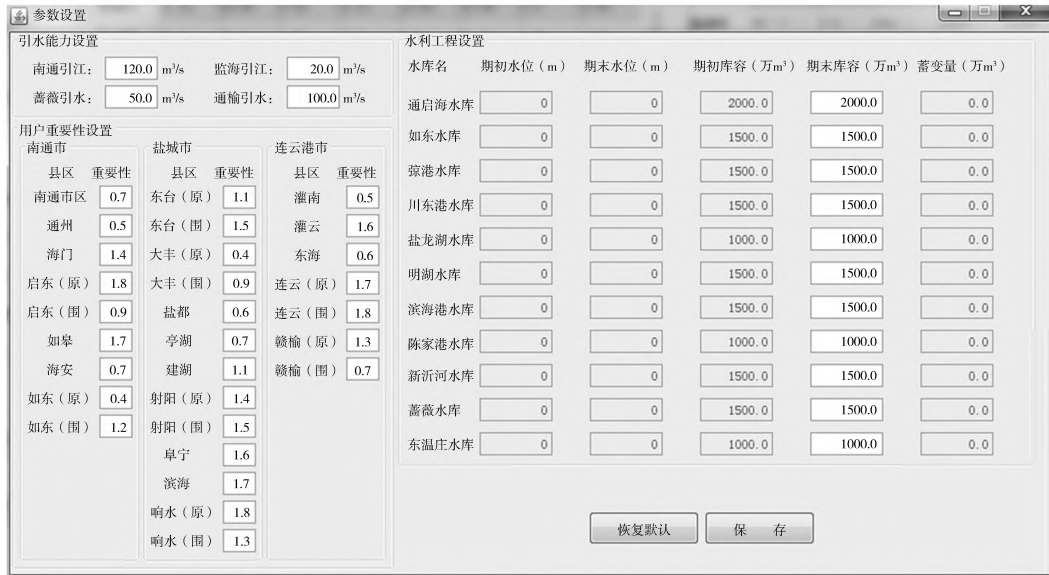 参数设置
引水能力设置
南通引江： 120.0 m³/s 监海引江： 20.0 m³/s
蔷薇引水： 50.0 m³/s 通榆引水： 100.0 m³/s
用户重要性设置
南通市
县区 重要性
南通市区 0.7
通州 0.5
海门 1.4
启东（原） 1.8
启东（围） 0.9
如皋 1.7
海安 0.7
如东（原） 0.4
如东（围） 1.2
盐城市
县区 重要性
东台（原） 1.1
东台（围） 1.5
大丰（原） 0.4
大丰（围） 0.9
盐都 0.6
亭湖 0.7
建湖 1.1
射阳（原） 1.4
射阳（围） 1.5
阜宁 1.6
滨海 1.7
响水（原） 1.8
响水（围） 1.3
连云港市
县区 重要性
灌南 0.5
灌云 1.6
东海 0.6
连云（原） 1.7
连云（围） 1.8
赣榆（原） 1.3
赣榆（围） 0.7
水利工程设置
水库名 期初水位（m） 期末水位（m） 期初库容（万m³） 期末库容（万m³） 蓄变量（万m³）
通启海水库 0 0 2000.0 2000.0 0.0
如东水库 0 0 1500.0 1500.0 0.0
弶港水库 0 0 1500.0 1500.0 0.0
川东港水库 0 0 1500.0 1500.0 0.0
盐龙湖水库 0 0 1000.0 1000.0 0.0
明湖水库 0 0 1500.0 1500.0 0.0
滨海港水库 0 0 1500.0 1500.0 0.0
陈家港水库 0 0 1000.0 1000.0 0.0
新沂河水库 0 0 1500.0 1500.0 0.0
蔷薇水库 0 0 1500.0 1500.0 0.0
东温庄水库 0 0 1000.0 1000.0 0.0
恢复默认 保 存